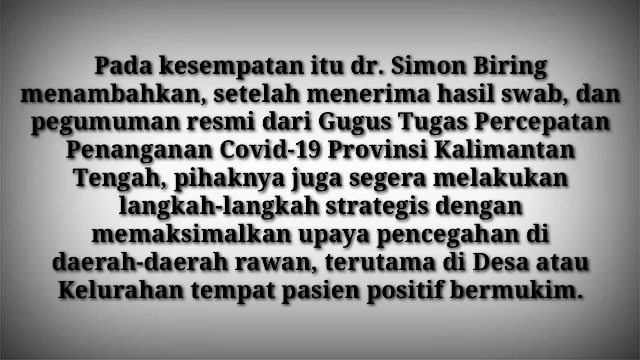 Pada kesempatan itu dr. Simon Biring
menambahkan, setelah menerima hasil swab, dan
pegumuman resmi dari Gugus Tugas Percepatan
Penanganan Covid-19 Provinsi Kalimantan
Tengah, pihaknya juga segera melakukan
langkah-langkah strategis dengan
memaksimalkan upaya pencegahan di
daerah-daerah rawan, terutama di Desa atau
Kelurahan tempat pasien positif bermukim.